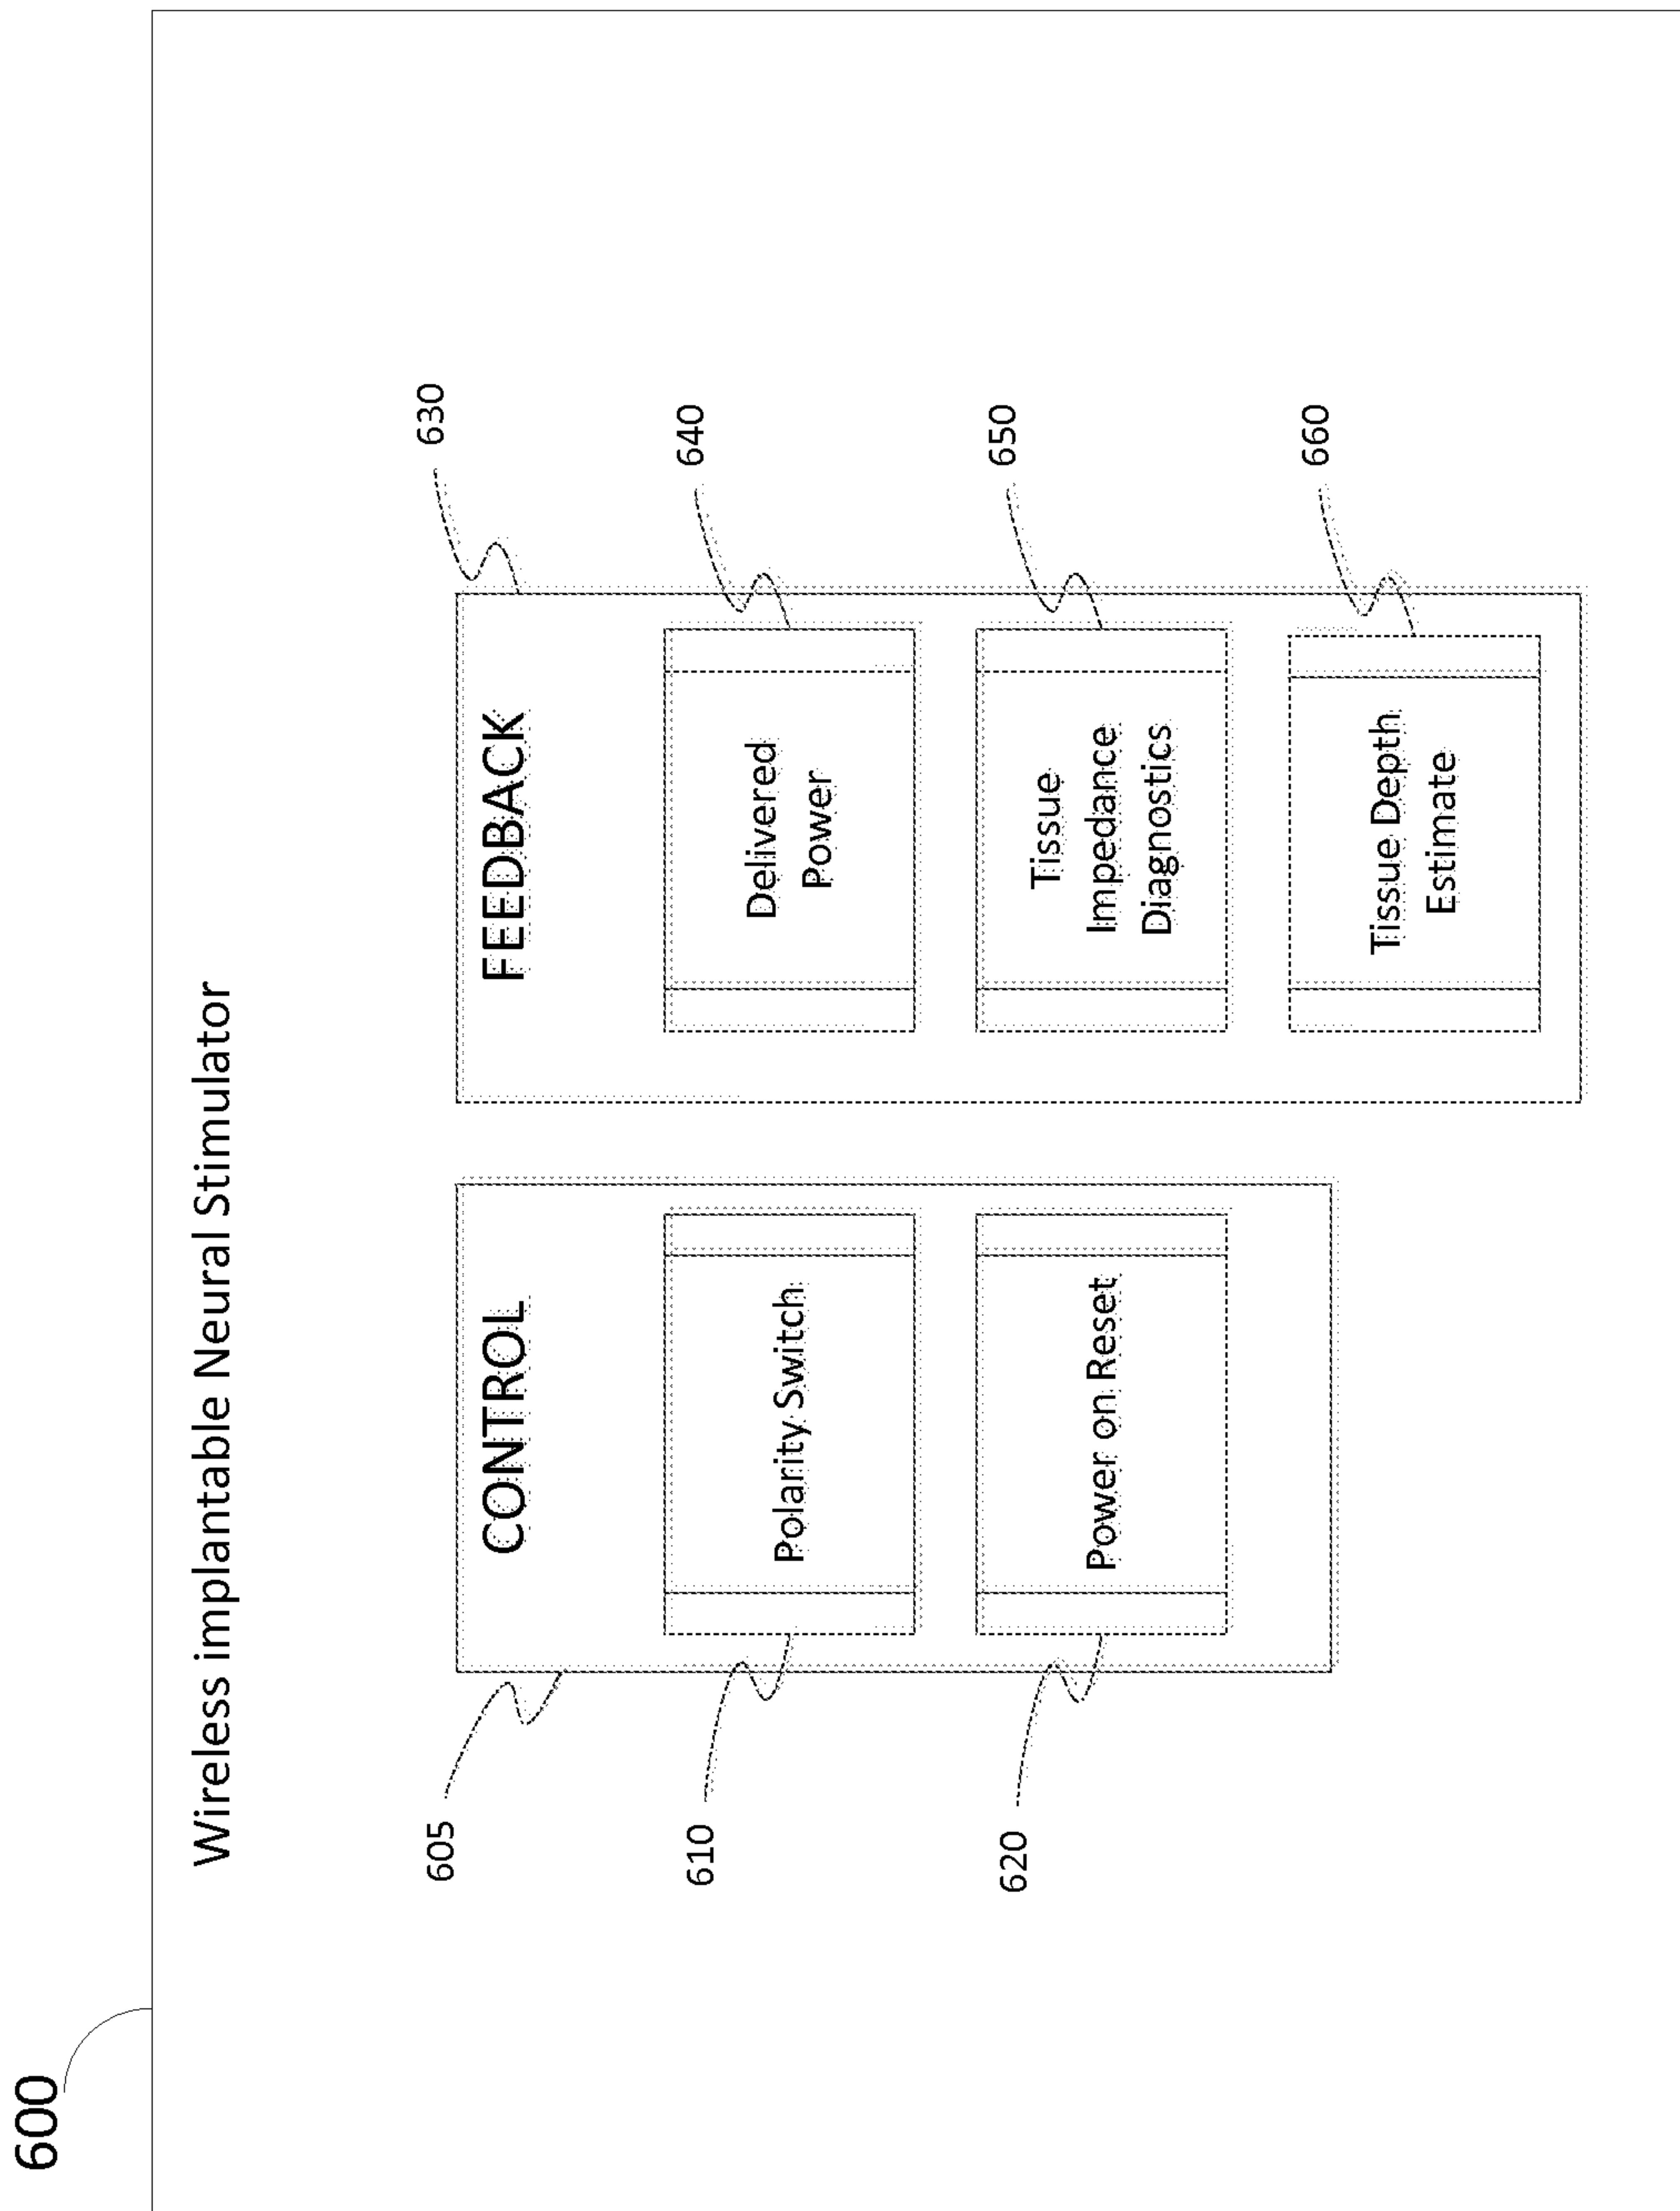 600
Wireless implantable Neural Stimulator
605
CONTROL
610
Polarity Switch
620
Power on Reset
FEEDBACK
630
Delivered
Power
640
Tissue
Impedance
Diagnostics
650
Tissue Depth
Estimate
660